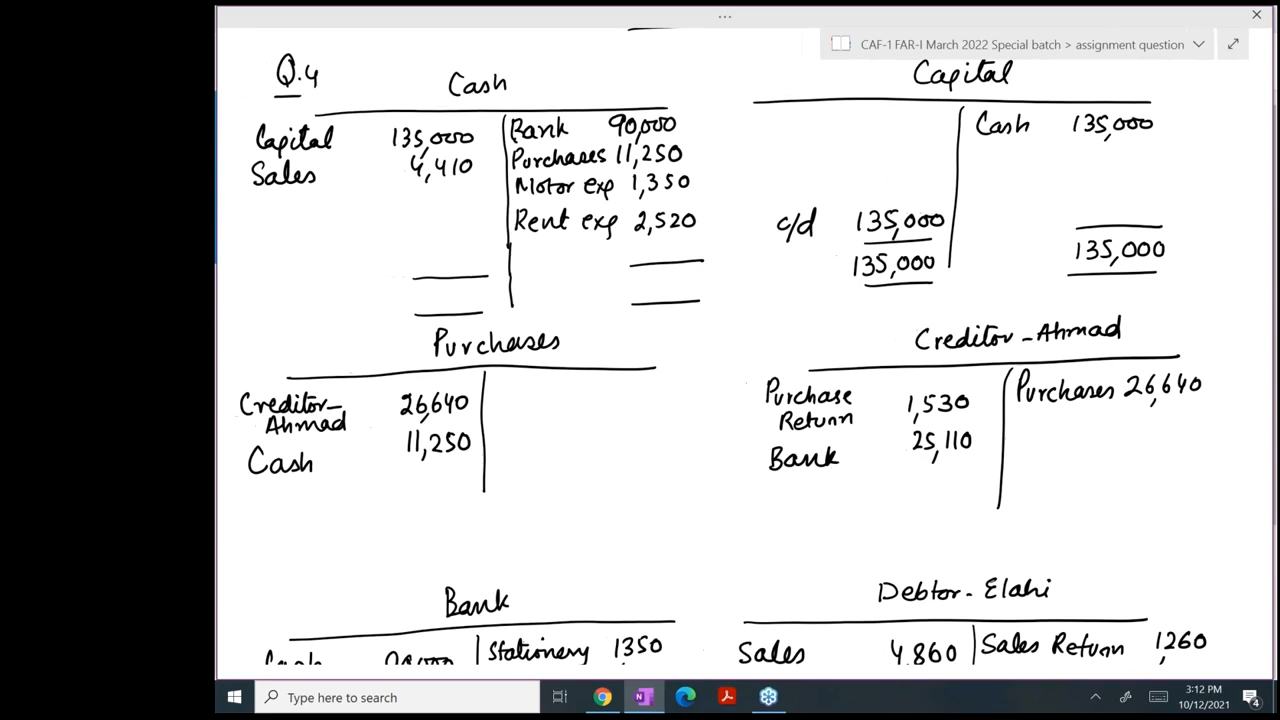 CAF-1 FAR-I March 2022 Special batch > assignment question
Q.4
Cash
Capital 135,000 Bank 90,000
Sales 4,410 Purchases 11,250
Motor exp 1,350
Rent exp 2,520
Capital
Cash 135,000
c/d 135,000
135,000 135,000
Purchases
Creditor- 26,640
Ahmad
Cash 11,250
Creditor - Ahmad
Purchase 1,530 Purchases 26,640
Return
Bank 25,110
Bank
Stationery 1350
Debtor - Elahi
Sales 4,860 Sales Return 1,260
Type here to search
3:12 PM
10/12/2021
4